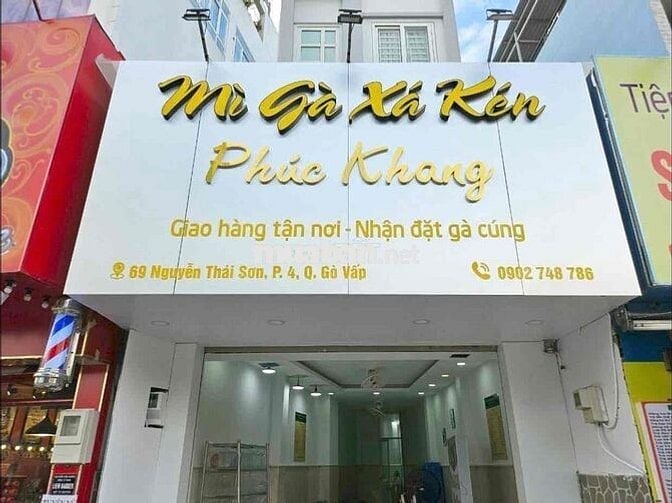 Mì Gà Xá Kén
Phúc Khang
Giao hàng tận nơi - Nhận đặt gà cúng
69 Nguyễn Thái Sơn, P. 4, Q. Gò Vấp
0902 748 786
Tiệ
S